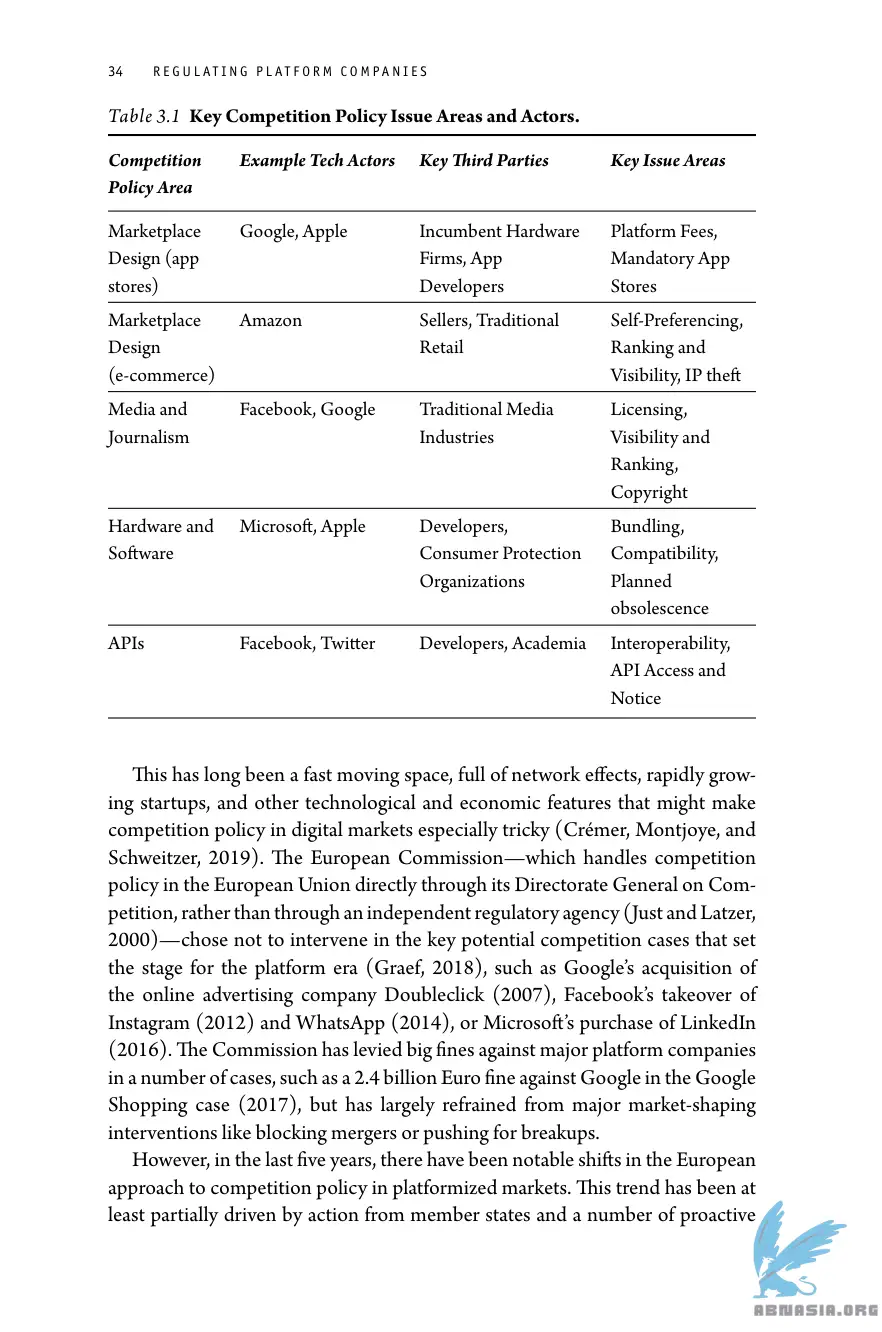 34 REGULATING PLATFORM COMPANIES
Table 3.1 Key Competition Policy Issue Areas and Actors.
Competition Policy Area Example Tech Actors Key Third Parties Key Issue Areas
Marketplace Google, Apple Incumbent Hardware Platform Fees,
Design (app Firms, App Mandatory App
stores) Developers Stores
Marketplace Amazon Sellers, Traditional Self-Preferencing,
Design Retail Ranking and
(e-commerce) Visibility, IP theft
Media and Facebook, Google Traditional Media Licensing,
Journalism Industries Visibility and
Ranking,
Copyright
Hardware and Microsoft, Apple Developers, Bundling,
Software Consumer Protection Compatibility,
Organizations Planned
obsolescence
APIs Facebook, Twitter Developers, Academia Interoperability,
API Access and
Notice
This has long been a fast moving space, full of network effects, rapidly grow-
ing startups, and other technological and economic features that might make
competition policy in digital markets especially tricky (Crémer, Montjoye, and
Schweitzer, 2019). The European Commission—which handles competition
policy in the European Union directly through its Directorate General on Com-
petition, rather than through an independent regulatory agency (Just and Latzer,
2000)—chose not to intervene in the key potential competition cases that set
the stage for the platform era (Graef, 2018), such as Google’s acquisition of
the online advertising company Doubleclick (2007), Facebook’s takeover of
Instagram (2012) and WhatsApp (2014), or Microsoft’s purchase of LinkedIn
(2016). The Commission has levied big fines against major platform companies
in a number of cases, such as a 2.4 billion Euro fine against Google in the Google
Shopping case (2017), but has largely refrained from major market-shaping
interventions like blocking mergers or pushing for breakups.
However, in the last five years, there have been notable shifts in the European
approach to competition policy in platformized markets. This trend has been at
least partially driven by action from member states and a number of proactive
ABNASIA.ORG